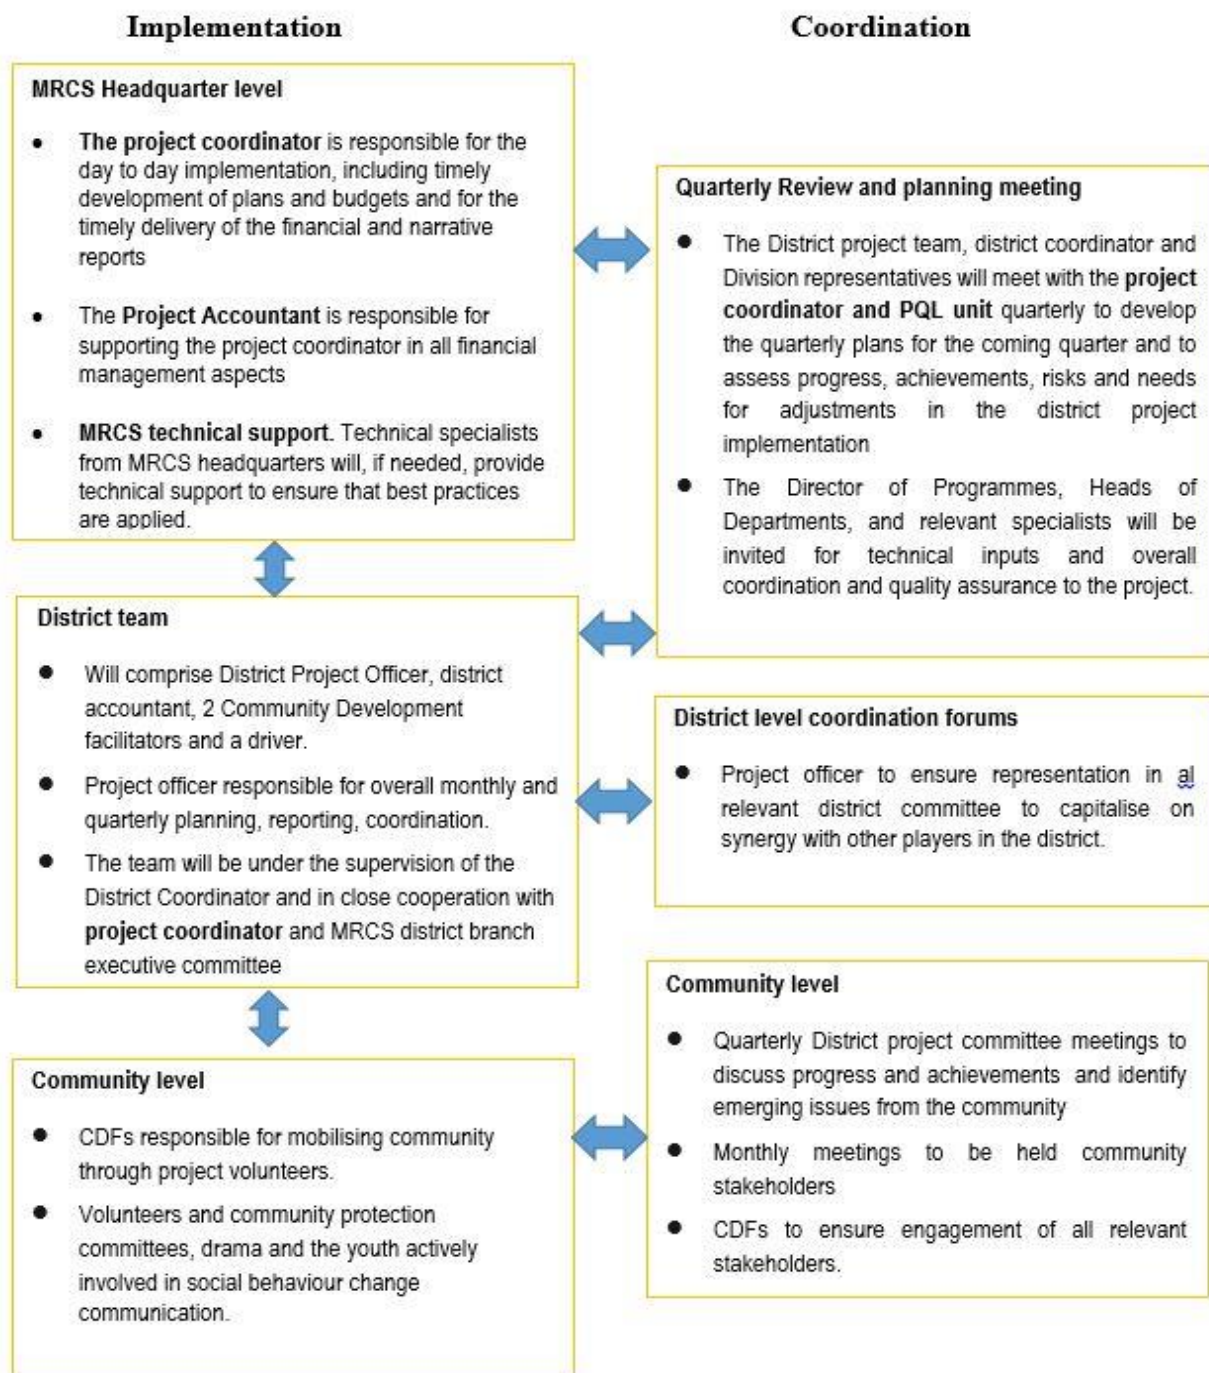 Implementation
MRCS Headquarter level
● The project coordinator is responsible for the
day to day implementation, including timely
development of plans and budgets and for the
timely delivery of the financial and narrative
reports
● The Project Accountant is responsible for
supporting the project coordinator in all financial
management aspects
● MRCS technical support. Technical specialists
from MRCS headquarters will, if needed, provide
technical support to ensure that best practices
are applied.
District team
● Will comprise District Project Officer, district
accountant, 2 Community Development
facilitators and a driver.
● Project officer responsible for overall monthly and
quarterly planning, reporting, coordination.
● The team will be under the supervision of the
District Coordinator and in close cooperation with
project coordinator and MRCS district branch
executive committee
Community level
● CDFs responsible for mobilising community
through project volunteers.
● Volunteers and community protection
committees, drama and the youth actively
involved in social behaviour change
communication.
Coordination
Quarterly Review and planning meeting
● The District project team, district coordinator and
Division representatives will meet with the project
coordinator and PQL unit quarterly to develop
the quarterly plans for the coming quarter and to
assess progress, achievements, risks and needs
for adjustments in the district project
implementation
● The Director of Programmes, Heads of
Departments, and relevant specialists will be
invited for technical inputs and overall
coordination and quality assurance to the project.
District level coordination forums
● Project officer to ensure representation in al
relevant district committee to capitalise on
synergy with other players in the district.
Community level
● Quarterly District project committee meetings to
discuss progress and achievements and identify
emerging issues from the community
● Monthly meetings to be held community
stakeholders
● CDFs to ensure engagement of all relevant
stakeholders.